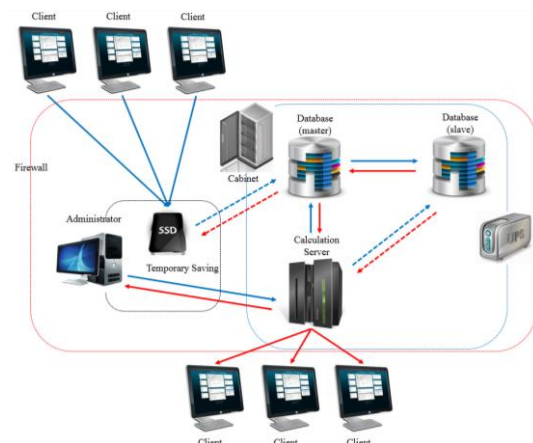 Client
Client
Client
Database
(master)
Database
(slave)
Firewall
Cabinet
Administrator
SSD
UPS
Temporary Saving
Calculation
Server
Client
Client
Client